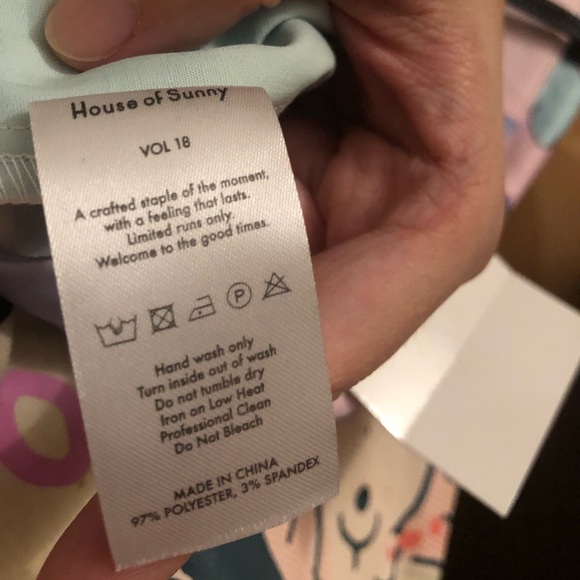 House of Sunny
VOL 18
A crafted staple of the moment,
with a feeling that lasts.
Limited runs only.
Welcome to the good times.
P
Hand wash only
Turn inside out of wash
Do not tumble dry
Iron on Low Heat
Professional Clean
Do Not Bleach
MADE IN CHINA
97% POLYESTER, 3% SPANDEX